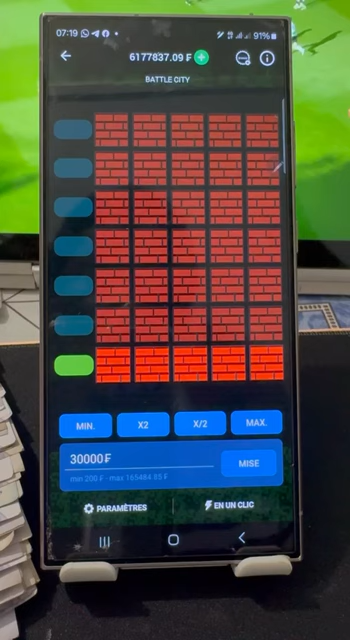 07:19
91%
6177837.09 ₣
BATTLE CITY
MIN.
X2
X/2
MAX.
30000₣
MISE
min 200 ₣ - max 165484.85 ₣
PARAMÈTRES
EN UN CLIC